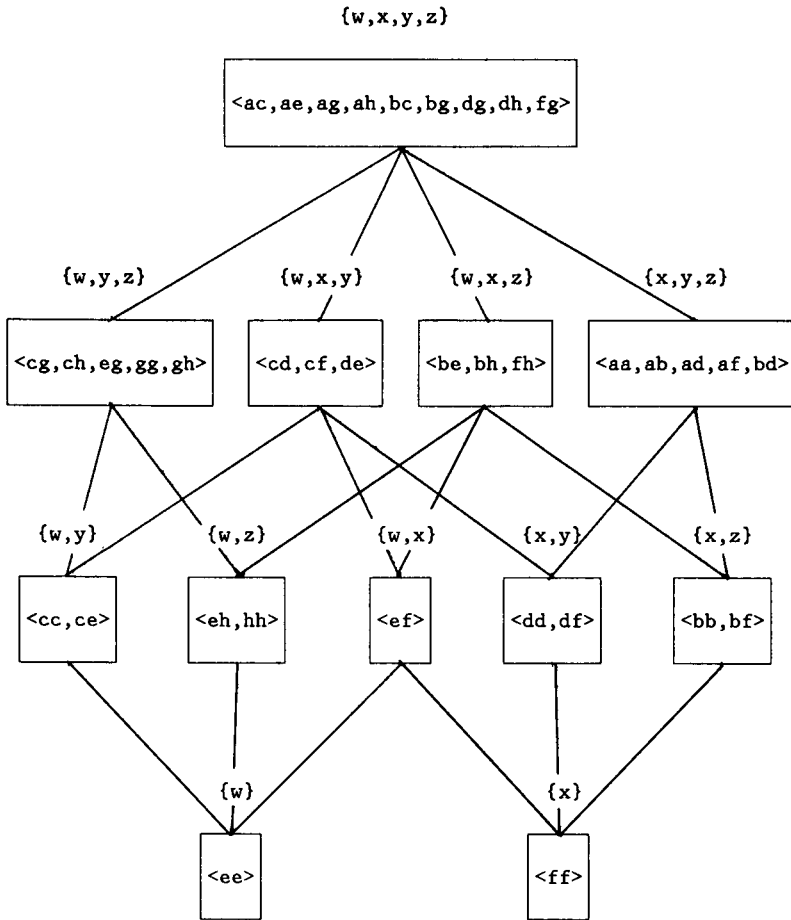 {w,x,y,z}
<ac,ae,ag,ah,bc,bg,dg,dh,fg>
{w,y,z} {w,x,y} {w,x,z} {x,y,z}
<cg,ch,eg,gg,gh> <cd,cf,de> <be,bh,fh> <aa,ab,ad,af,bd>
{w,y} {w,z} {w,x} {x,y} {x,z}
<cc,ce> <eh,hh> <ef> <dd,df> <bb,bf>
{w} {x}
<ee> <ff>